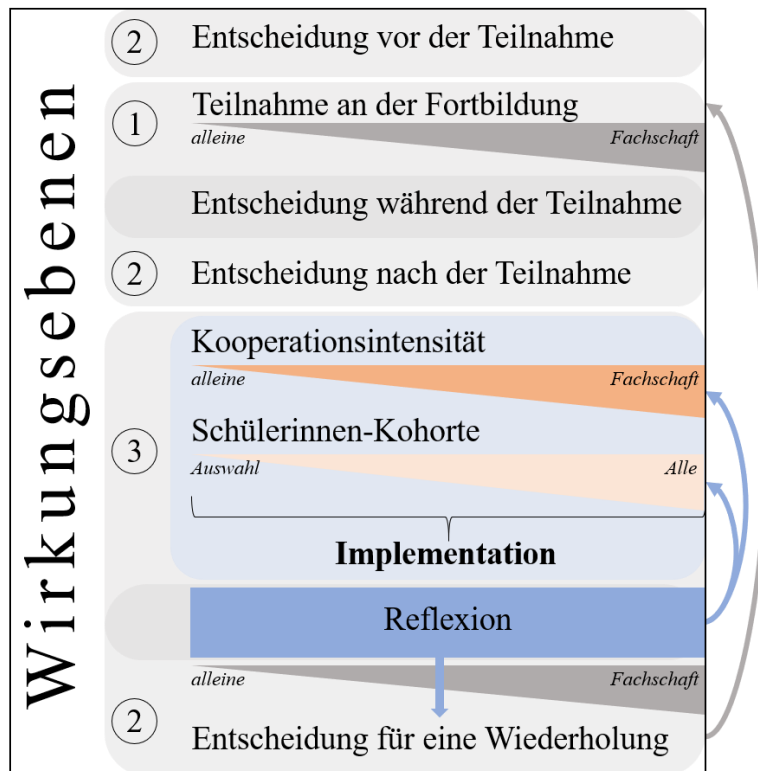 Wirkungsebenen
2 Entscheidung vor der Teilnahme
1 Teilnahme an der Fortbildung
alleine Fachschaft
Entscheidung während der Teilnahme
2 Entscheidung nach der Teilnahme
Kooperationsintensität
alleine Fachschaft
3 Schülerinnen-Kohorte
Auswahl Alle
Implementation
Reflexion
alleine Fachschaft
2 Entscheidung für eine Wiederholung